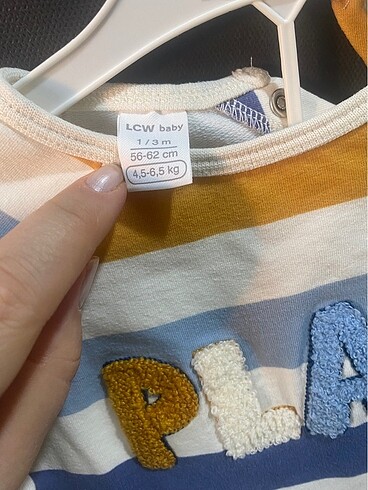 LCW baby
1 / 3 m
56-62 cm
4,5-6,5 kg
PLA